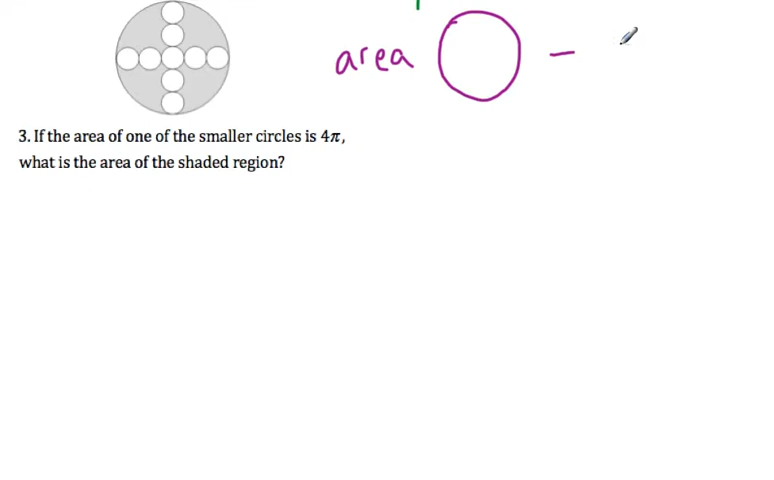 area −
3. If the area of one of the smaller circles is 4π,
what is the area of the shaded region?